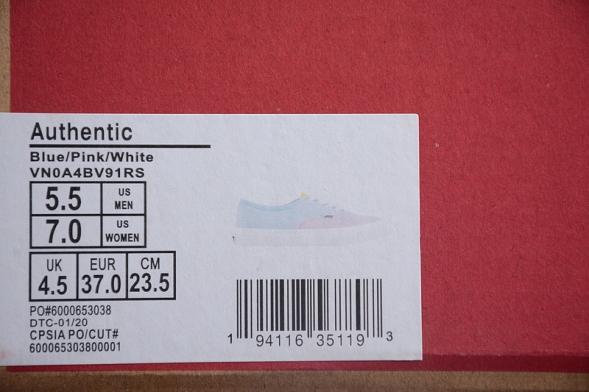 Authentic
Blue/Pink/White
VN0A4BV91RS
5.5 US MEN
7.0 US WOMEN
UK EUR CM
4.5 37.0 23.5
PO#6000653038
DTC-01/20
CPSIA PO/CUT#
600065303800001
1 94116 35119 3